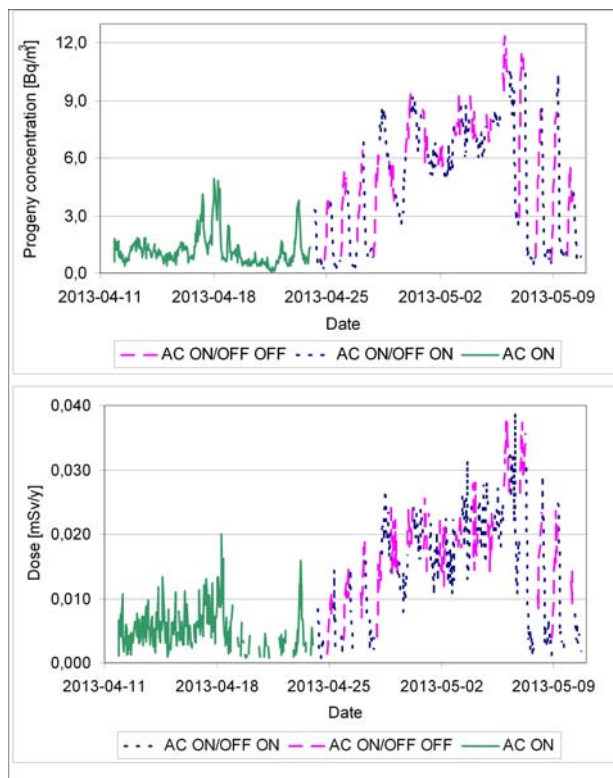 12,0
9,0
6,0
3,0
0,0
Progeny concentration [Bq/m³]
2013-04-11 2013-04-18 2013-04-25 2013-05-02 2013-05-09
Date
AC ON/OFF OFF AC ON/OFF ON AC ON
0,040
0,030
0,020
0,010
0,000
Dose [mSv/y]
2013-04-11 2013-04-18 2013-04-25 2013-05-02 2013-05-09
Date
AC ON/OFF ON AC ON/OFF OFF AC ON